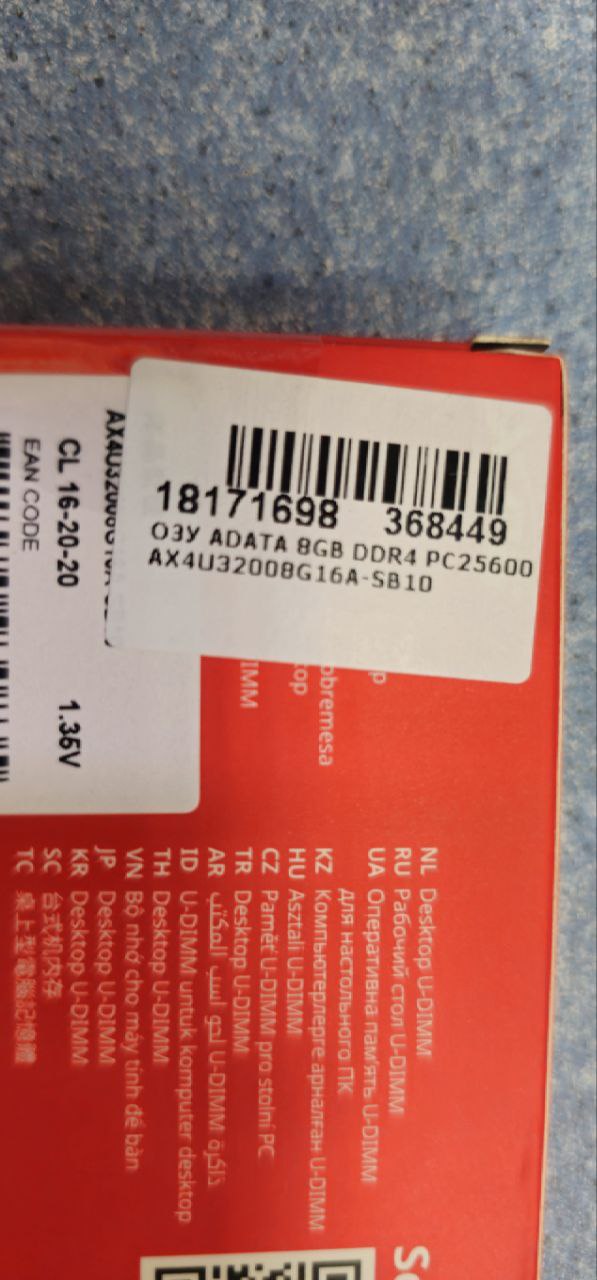 18171698 368449
ОЗУ ADATA 8GB DDR4 PC25600
AX4U32008G16A-SB10
CL 16-20-20 1.35V
EAN CODE
NL Desktop U-DIMM
RU Рабочий стол U-DIMM
UA Оперативна пам'ять U-DIMM
для настольного ПК
KZ Компьютерлерге арналған U-DIMM
HU Asztali U-DIMM
CZ Paměť U-DIMM pro stolní PC
TR Desktop U-DIMM
AR ذاكرة U-DIMM لحواسيب المكتب
ID U-DIMM untuk komputer desktop
TH Desktop U-DIMM
VN Bộ nhớ cho máy tính để bàn
JP Desktop U-DIMM
KR Desktop U-DIMM
SC 台式机内存
TC 桌上型電腦記憶體